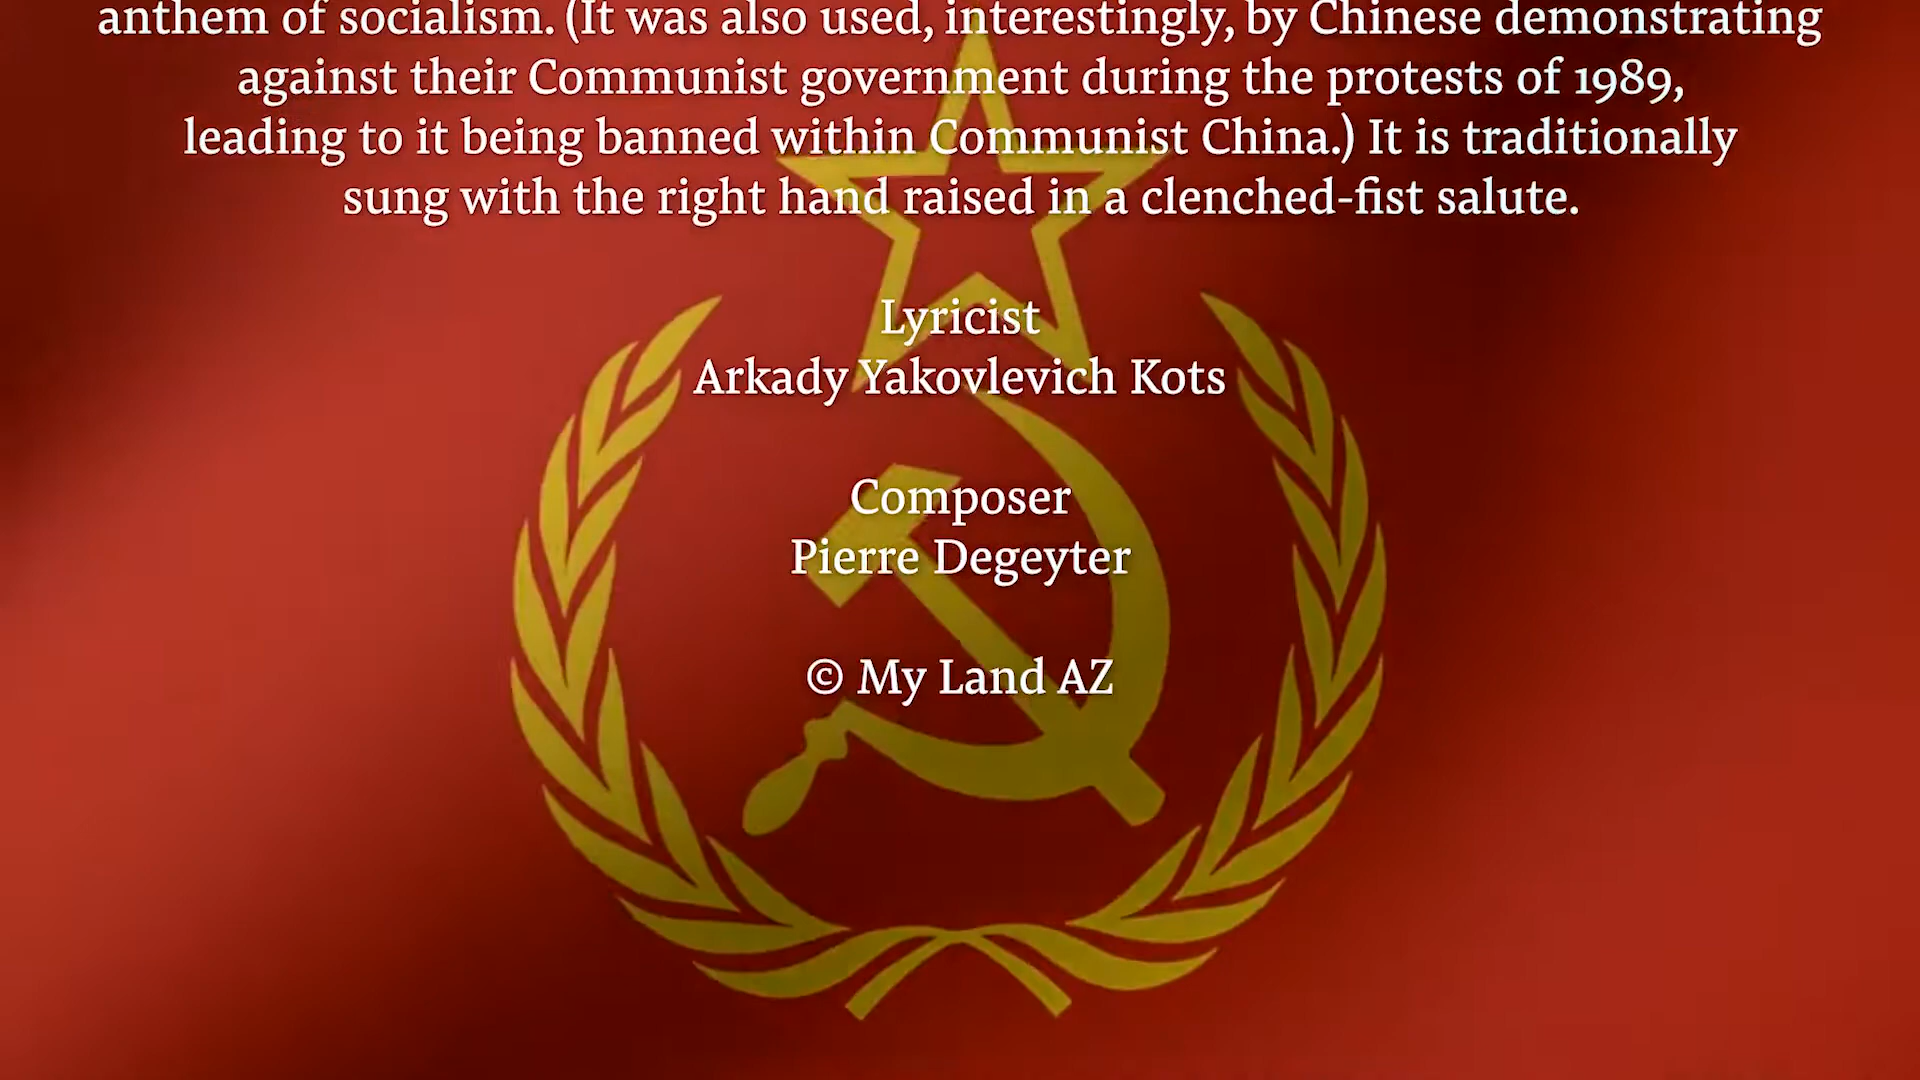 anthem of socialism. (It was also used, interestingly, by Chinese demonstrating
against their Communist government during the protests of 1989,
leading to it being banned within Communist China.) It is traditionally
sung with the right hand raised in a clenched-fist salute.
Lyricist
Arkady Yakovlevich Kots
Composer
Pierre Degeyter
© My Land AZ